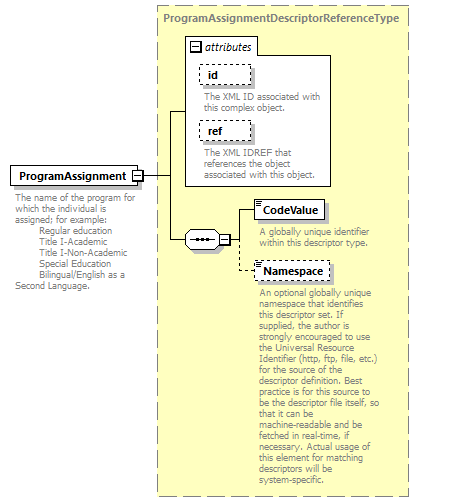 ProgramAssignmentDescriptorReferenceType
attributes
id
The XML ID associated with
this complex object.
ref
The XML IDREF that
references the object
associated with this object.
ProgramAssignment
The name of the program for
which the individual is
assigned; for example:
Regular education
Title I-Academic
Title I-Non-Academic
Special Education
Bilingual/English as a
Second Language.
CodeValue
A globally unique identifier
within this descriptor type.
Namespace
An optional globally unique
namespace that identifies
this descriptor set. If
supplied, the author is
strongly encouraged to use
the Universal Resource
Identifier (http, ftp, file, etc.)
for the source of the
descriptor definition. Best
practice is for this source to
be the descriptor file itself, so
that it can be
machine-readable and be
fetched in real-time, if
necessary. Actual usage of
this element for matching
descriptors will be
system-specific.